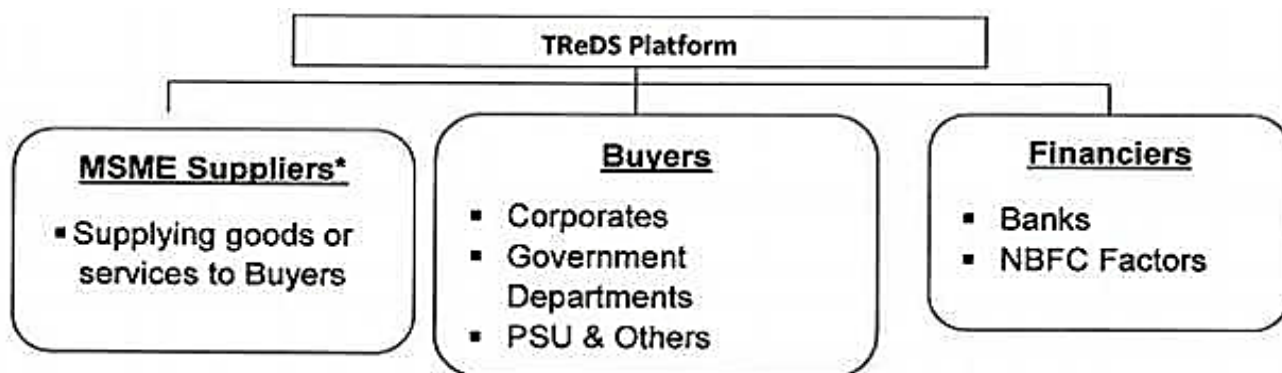 TReDS Platform
MSME Suppliers*
▪ Supplying goods or
services to Buyers
Buyers
▪ Corporates
▪ Government
Departments
▪ PSU & Others
Financiers
▪ Banks
▪ NBFC Factors